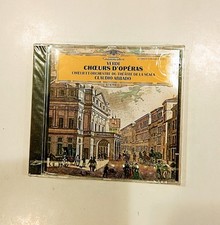 VERDI
CHŒURS D'OPÉRAS
CHŒUR ET ORCHESTRE DU THÉÂTRE DE LA SCALA
CLAUDIO ABBADO